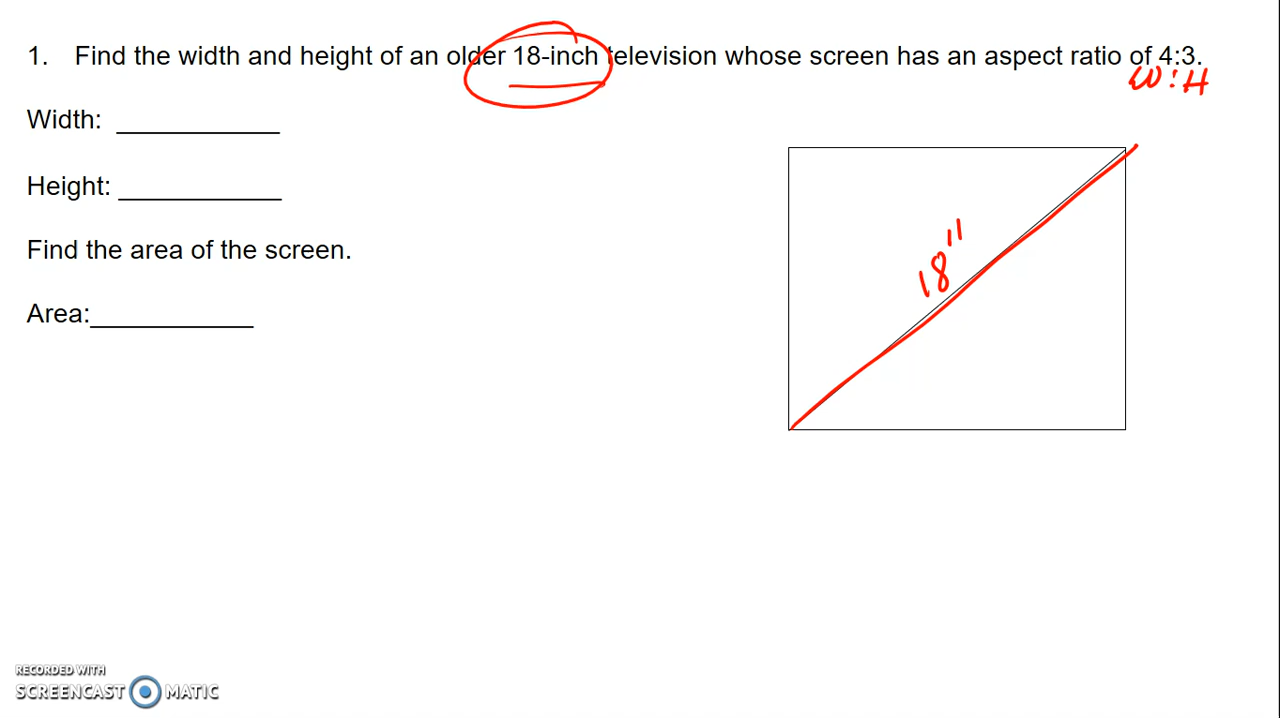 1. Find the width and height of an older 18-inch television whose screen has an aspect ratio of 4:3.
W:H
Width: ____________
Height: ____________
18"
Find the area of the screen.
Area:____________
RECORDED WITH
SCREENCAST MATIC